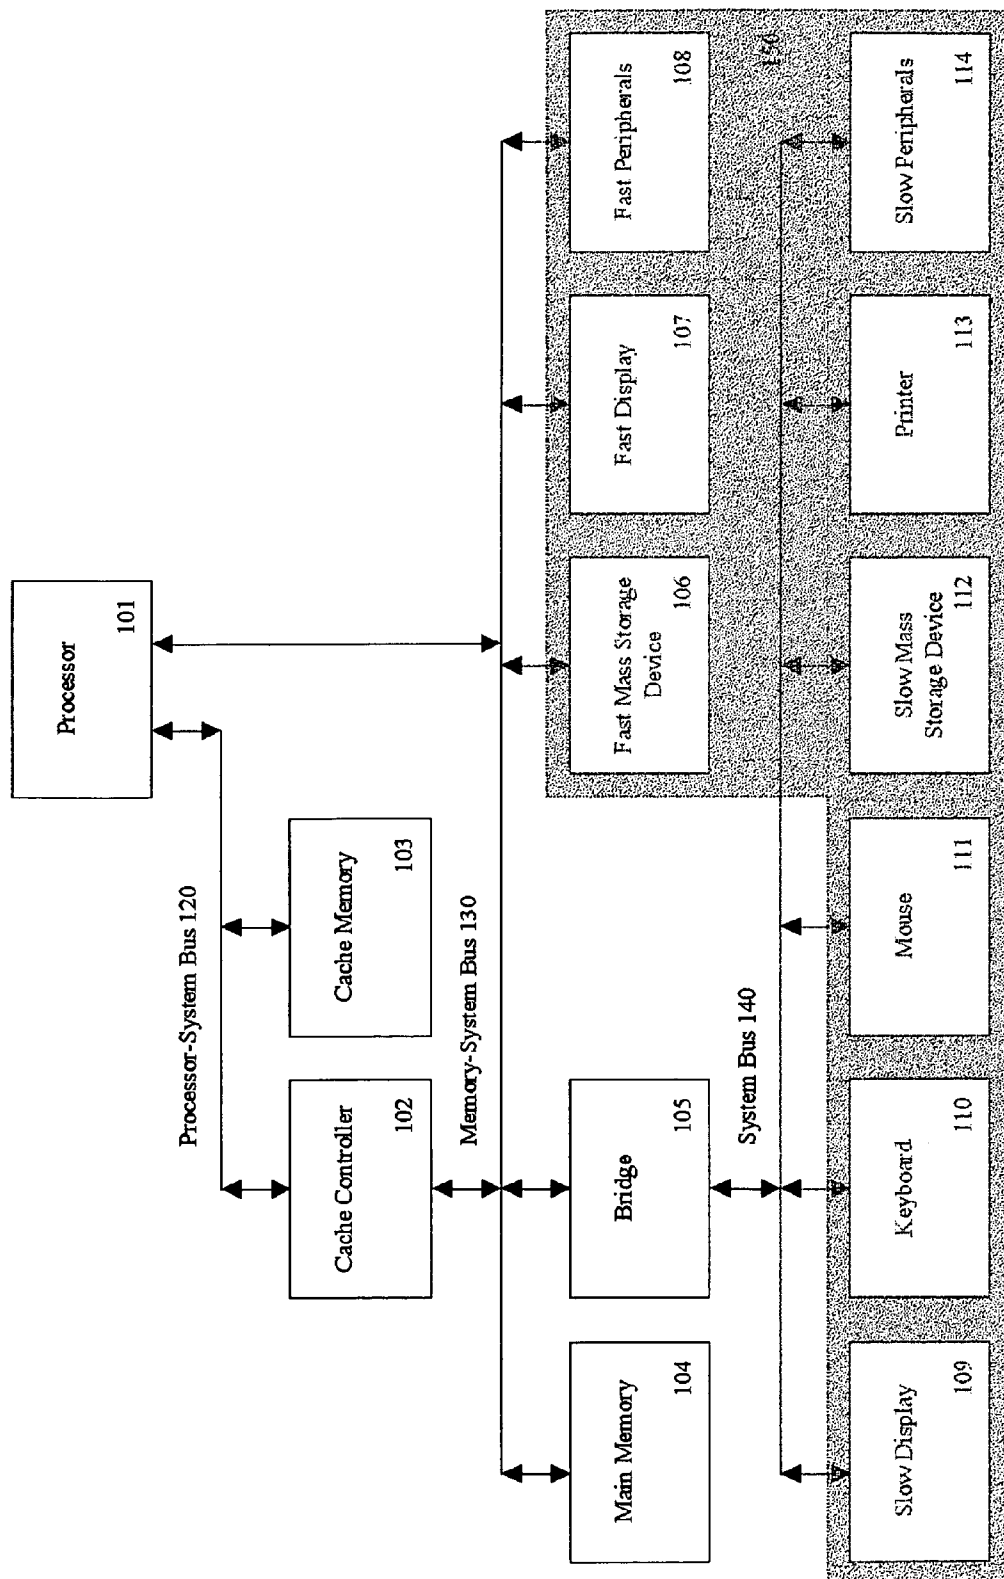 Processor
101
Processor-System Bus 120
Cache Controller
102
Cache Memory
103
Memory-System Bus 130
Main Memory
104
Bridge
105
Fast Mass Storage
Device
106
Fast Display
107
Fast Peripherals
108
150
System Bus 140
Slow Display
109
Keyboard
110
Mouse
111
Slow Mass
Storage Device
112
Printer
113
Slow Peripherals
114